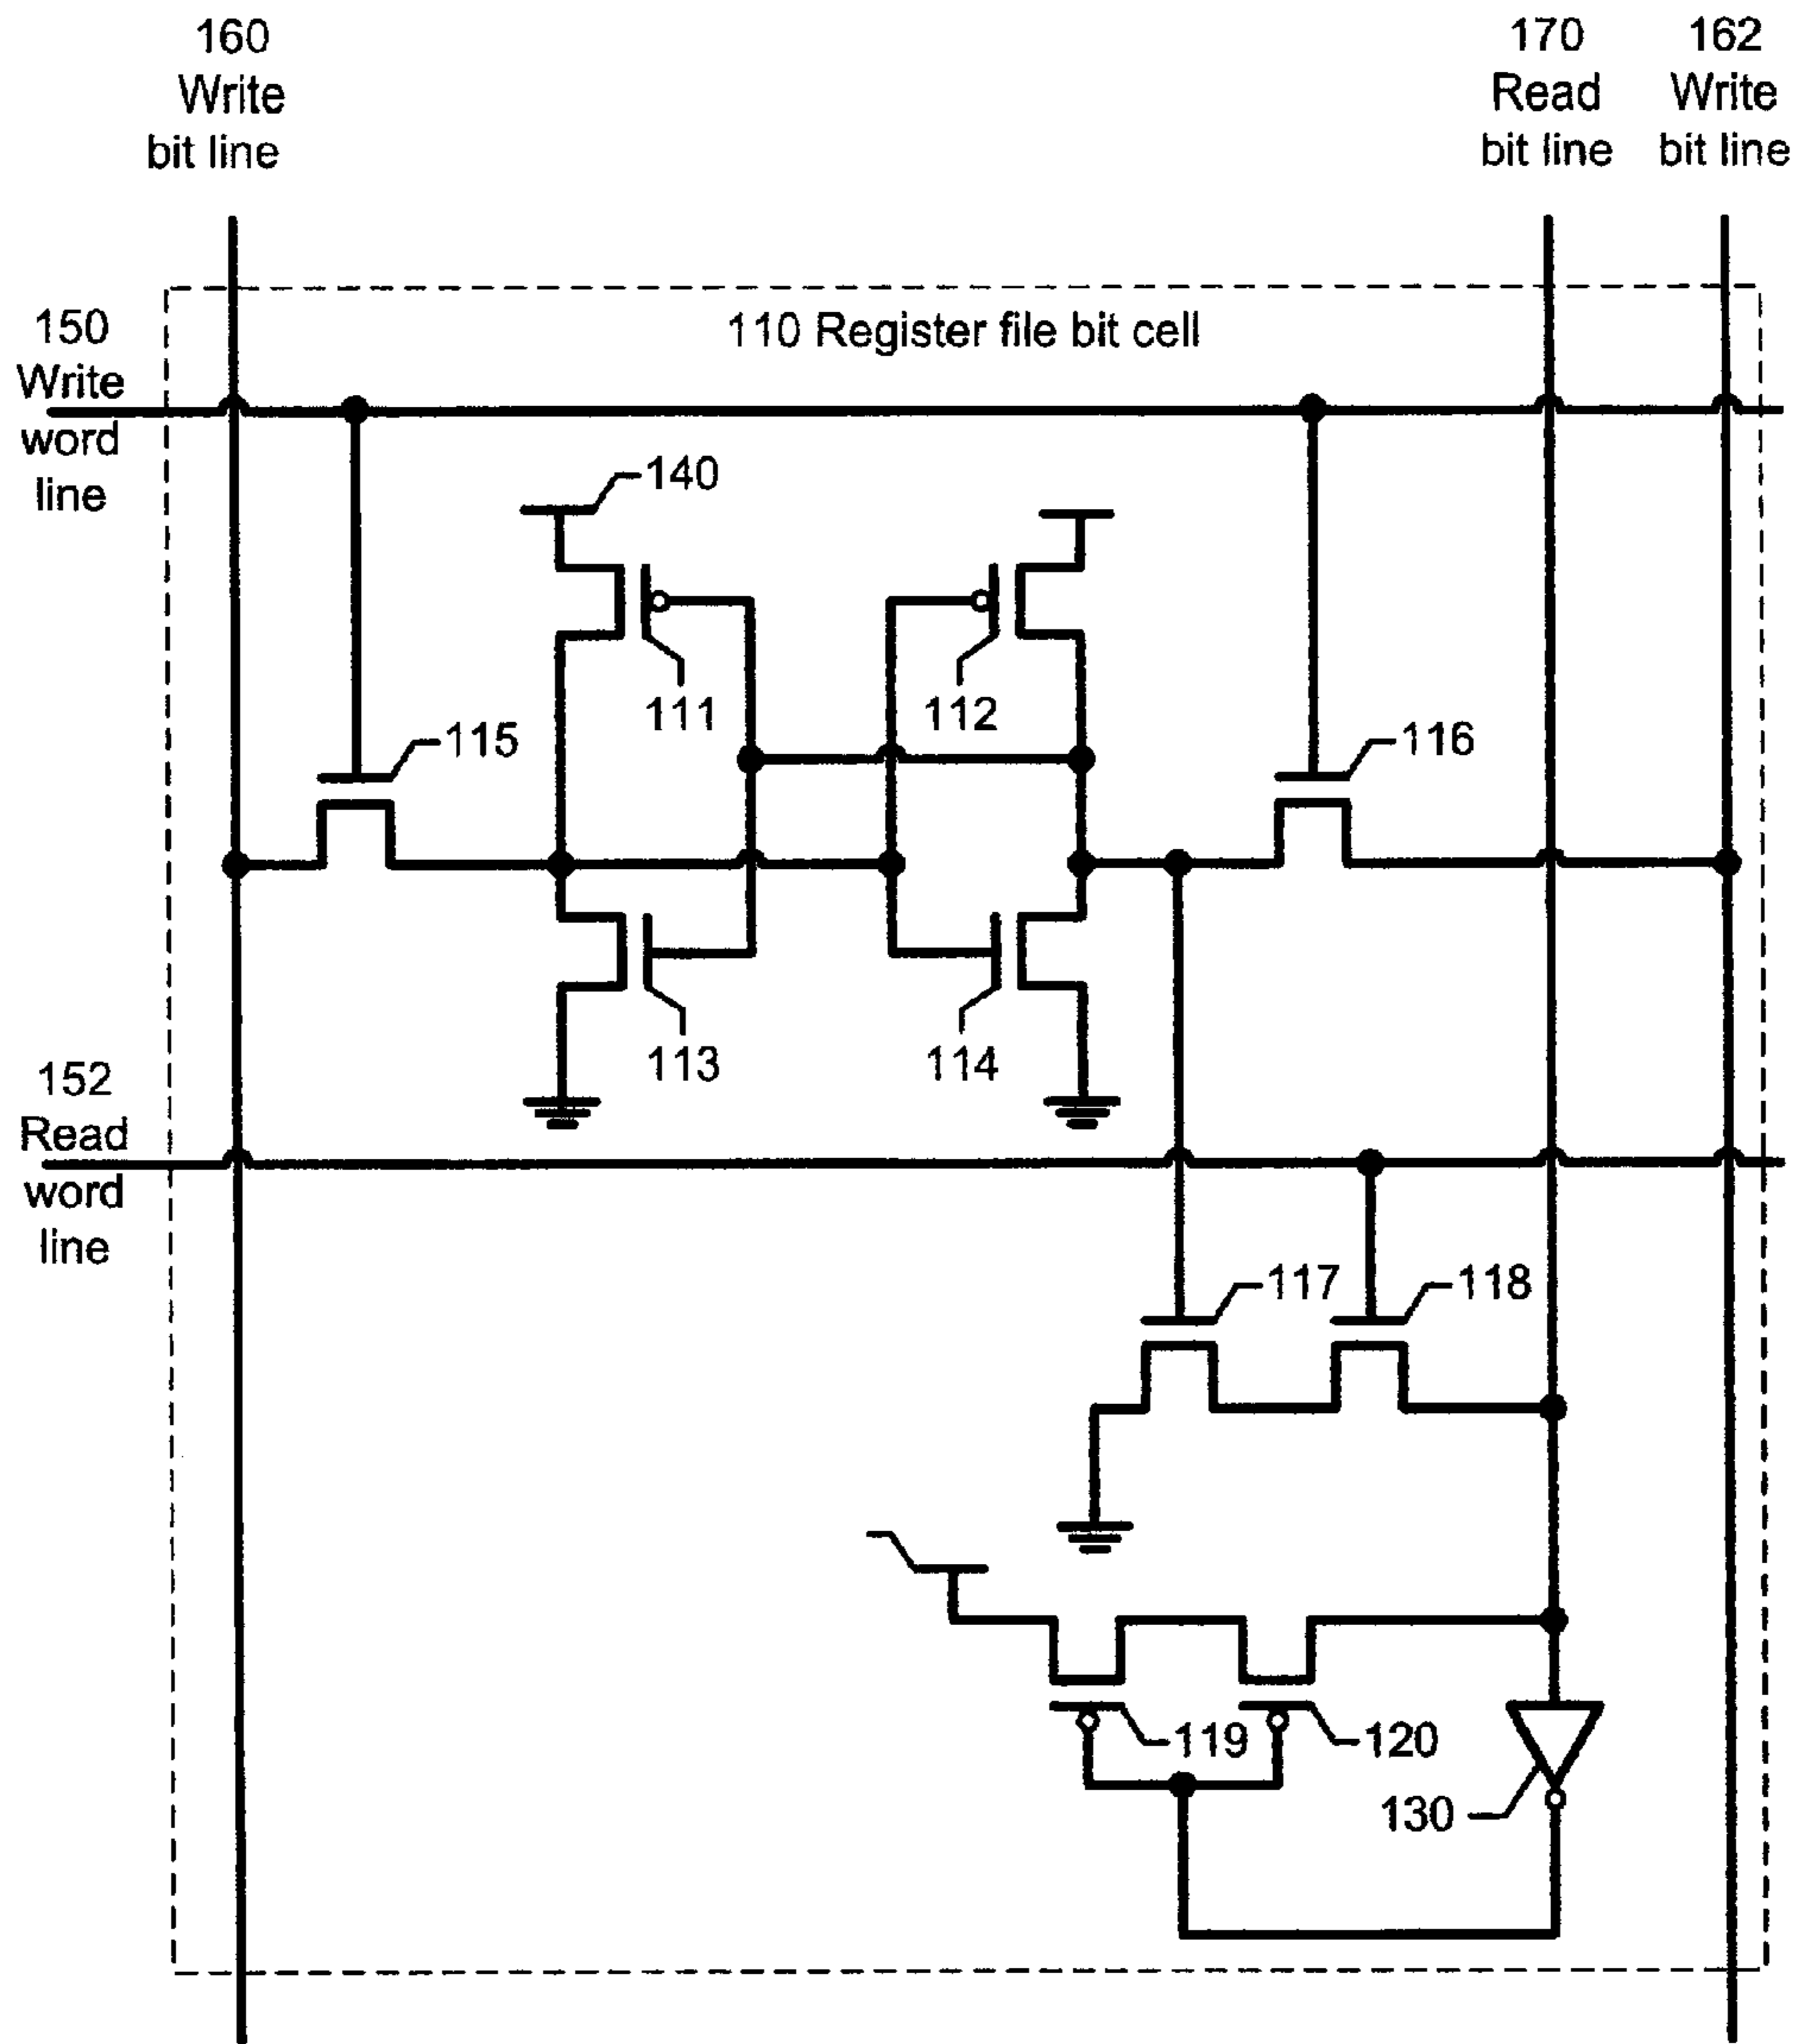 160
Write
bit line
170
Read
bit line
162
Write
bit line
150
Write
word
line
110 Register file bit cell
140
111
112
115
116
113
114
152
Read
word
line
117
118
119
120
130